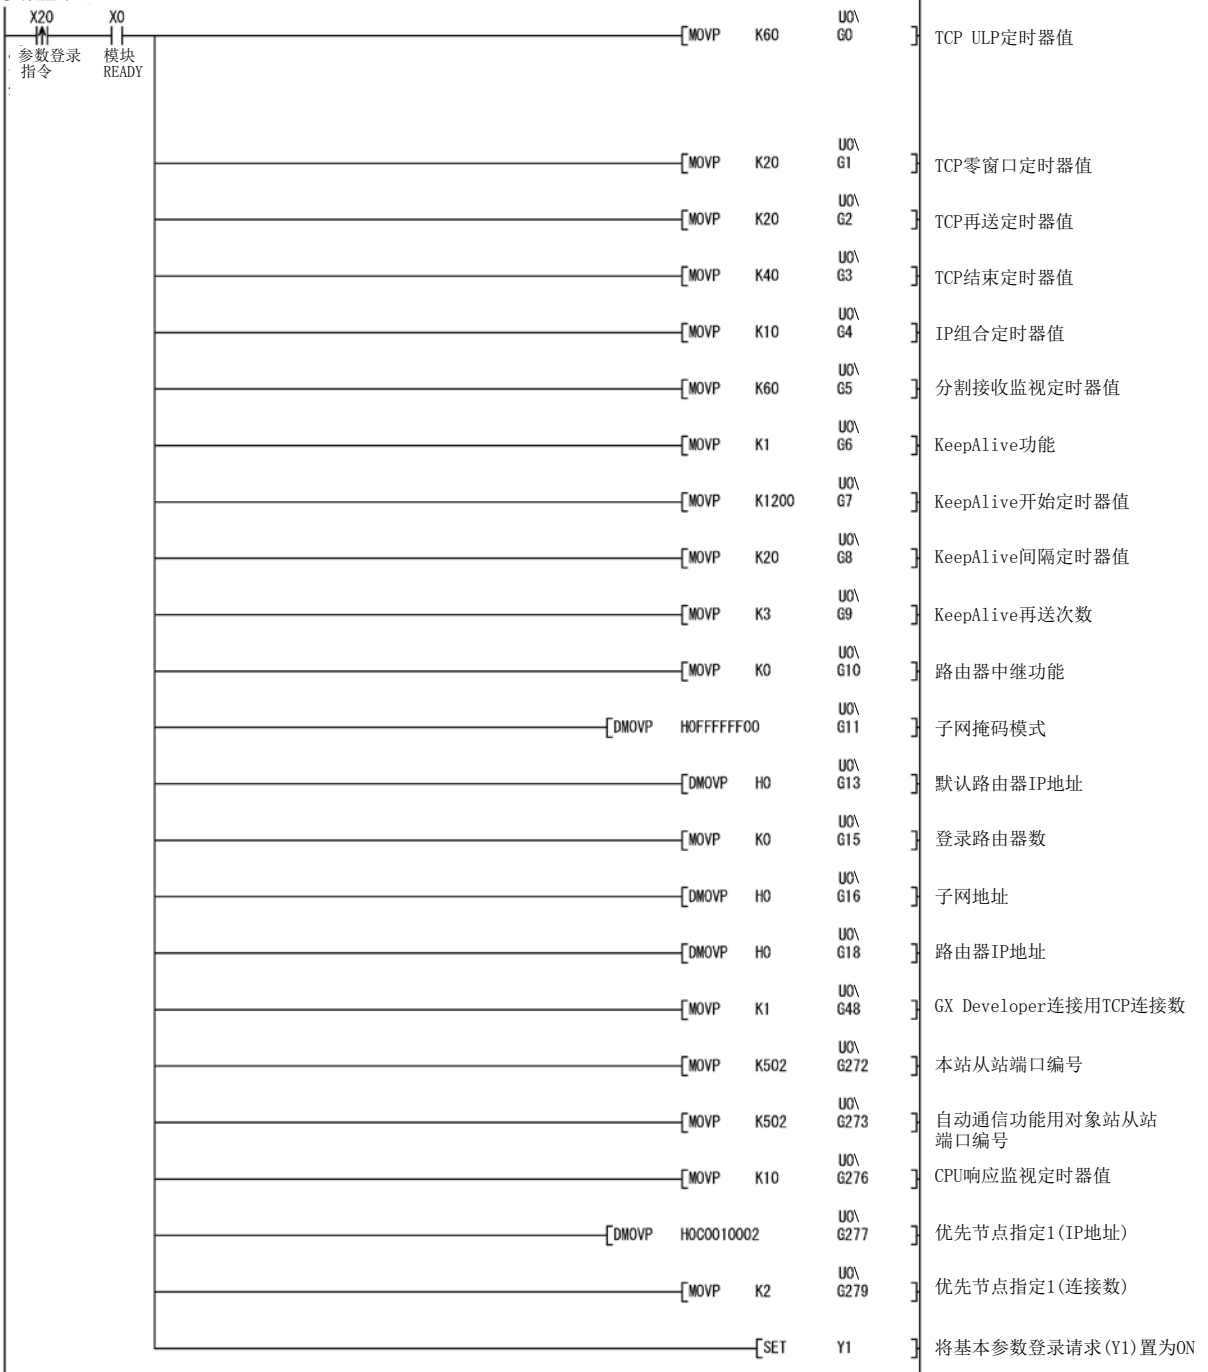 X20 X0
参数登录指令 模块READY
U0\
[MOVP K60 G0 ] TCP ULP定时器值
U0\
[MOVP K20 G1 ] TCP零窗口定时器值
U0\
[MOVP K20 G2 ] TCP再送定时器值
U0\
[MOVP K40 G3 ] TCP结束定时器值
U0\
[MOVP K10 G4 ] IP组合定时器值
U0\
[MOVP K60 G5 ] 分割接收监视定时器值
U0\
[MOVP K1 G6 ] KeepAlive功能
U0\
[MOVP K1200 G7 ] KeepAlive开始定时器值
U0\
[MOVP K20 G8 ] KeepAlive间隔定时器值
U0\
[MOVP K3 G9 ] KeepAlive再送次数
U0\
[MOVP K0 G10 ] 路由器中继功能
U0\
[DMOVP H0FFFFFF00 G11 ] 子网掩码模式
U0\
[DMOVP H0 G13 ] 默认路由器IP地址
U0\
[MOVP K0 G15 ] 登录路由器数
U0\
[DMOVP H0 G16 ] 子网地址
U0\
[DMOVP H0 G18 ] 路由器IP地址
U0\
[MOVP K1 G48 ] GX Developer连接用TCP连接数
U0\
[MOVP K502 G272 ] 本站从站端口编号
U0\
[MOVP K502 G273 ] 自动通信功能用对象站从站
端口编号
U0\
[MOVP K10 G276 ] CPU响应监视定时器值
U0\
[DMOVP H0C0010002 G277 ] 优先节点指定1(IP地址)
U0\
[MOVP K2 G279 ] 优先节点指定1(连接数)
[SET Y1 ] 将基本参数登录请求(Y1)置为ON